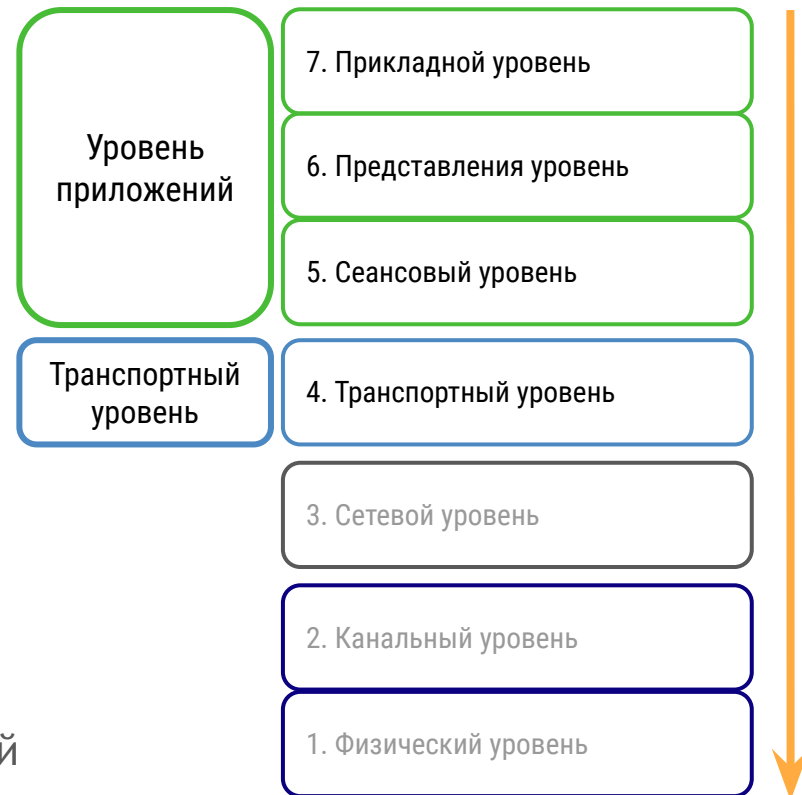 Уровень
приложений
7. Прикладной уровень
6. Представления уровень
5. Сеансовый уровень
Транспортный
уровень
4. Транспортный уровень
3. Сетевой уровень
2. Канальный уровень
1. Физический уровень
й